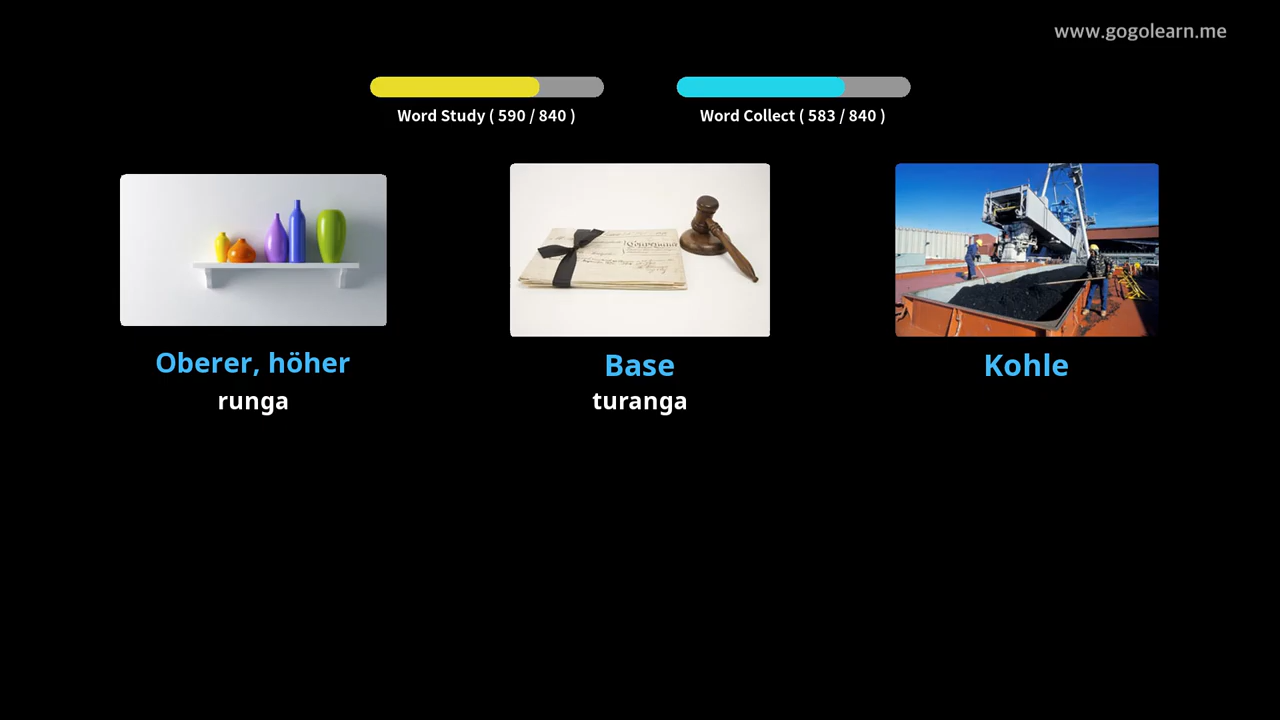 www.gogolearn.me
Word Study ( 590 / 840 )
Word Collect ( 583 / 840 )
Oberer, höher
runga
Base
turanga
Kohle